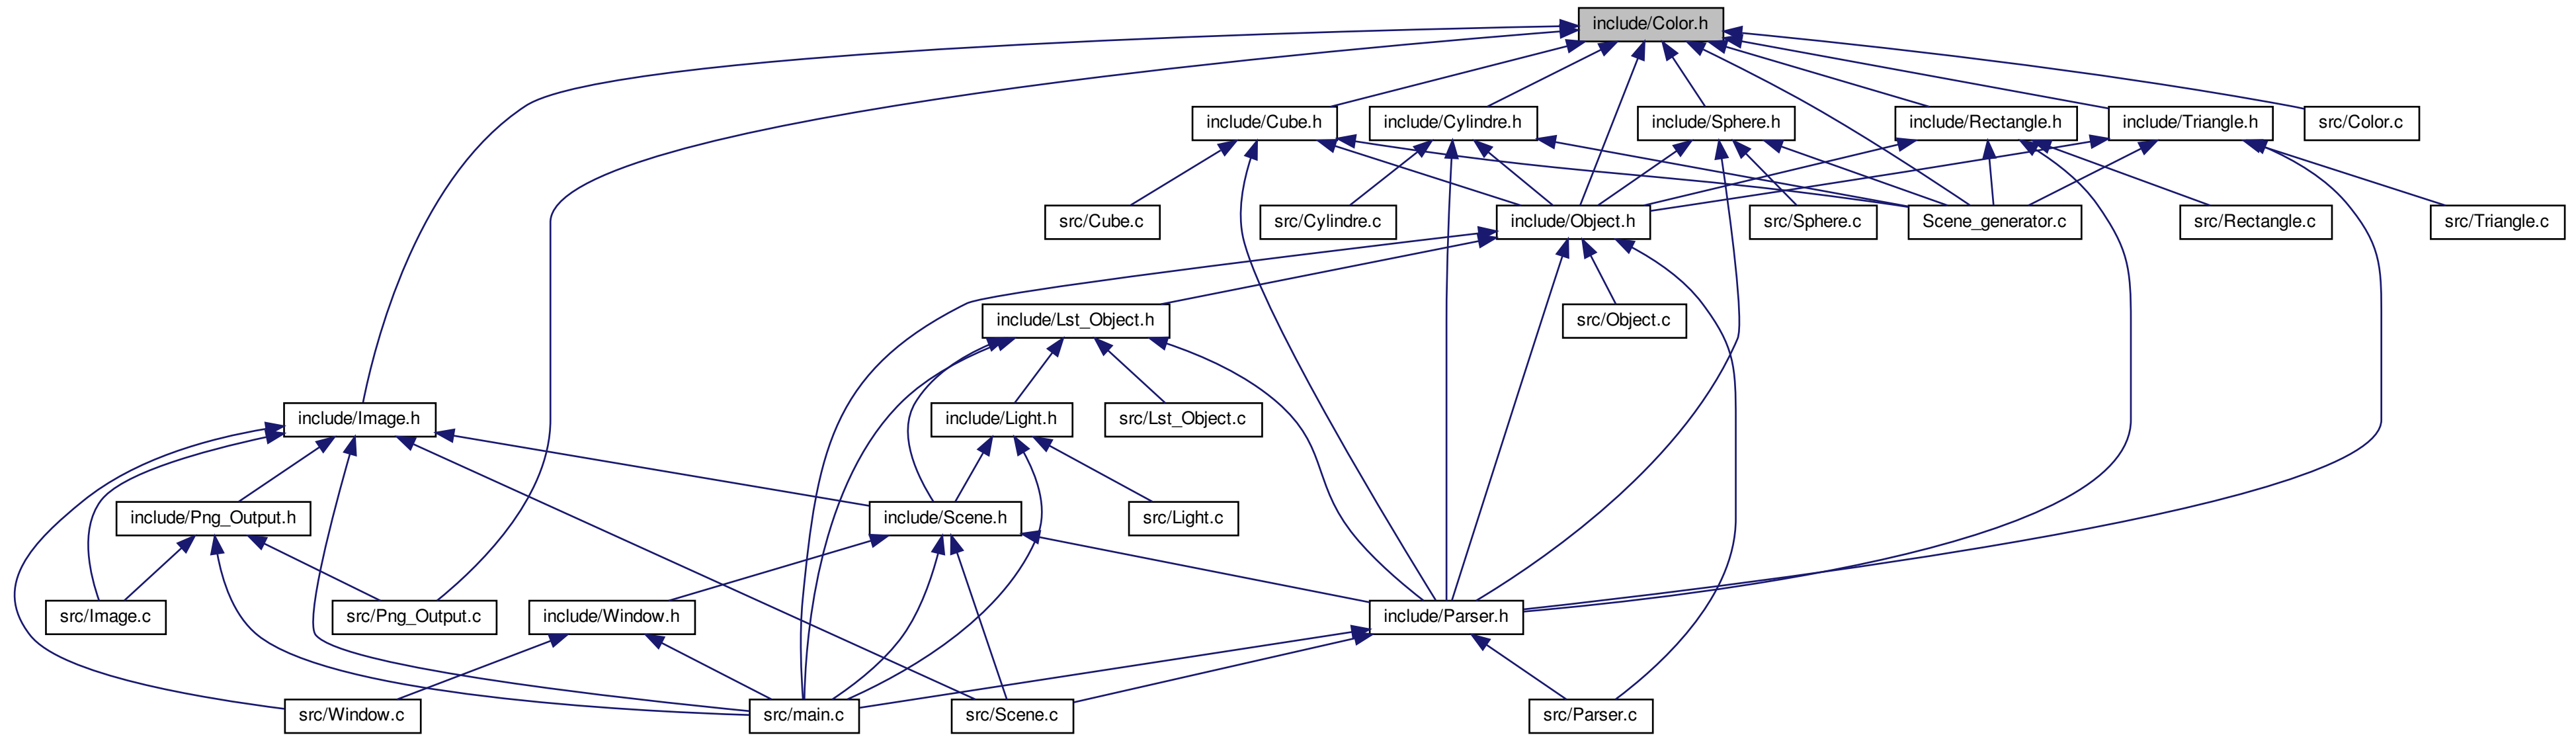 include/Color.h
include/Cube.h
include/Cylindre.h
include/Sphere.h
include/Rectangle.h
include/Triangle.h
src/Color.c
src/Cube.c
src/Cylindre.c
include/Object.h
src/Sphere.c
Scene_generator.c
src/Rectangle.c
src/Triangle.c
include/Lst_Object.h
src/Object.c
include/Image.h
include/Light.h
src/Lst_Object.c
include/Png_Output.h
include/Scene.h
src/Light.c
src/Image.c
src/Png_Output.c
include/Window.h
include/Parser.h
src/Window.c
src/main.c
src/Scene.c
src/Parser.c